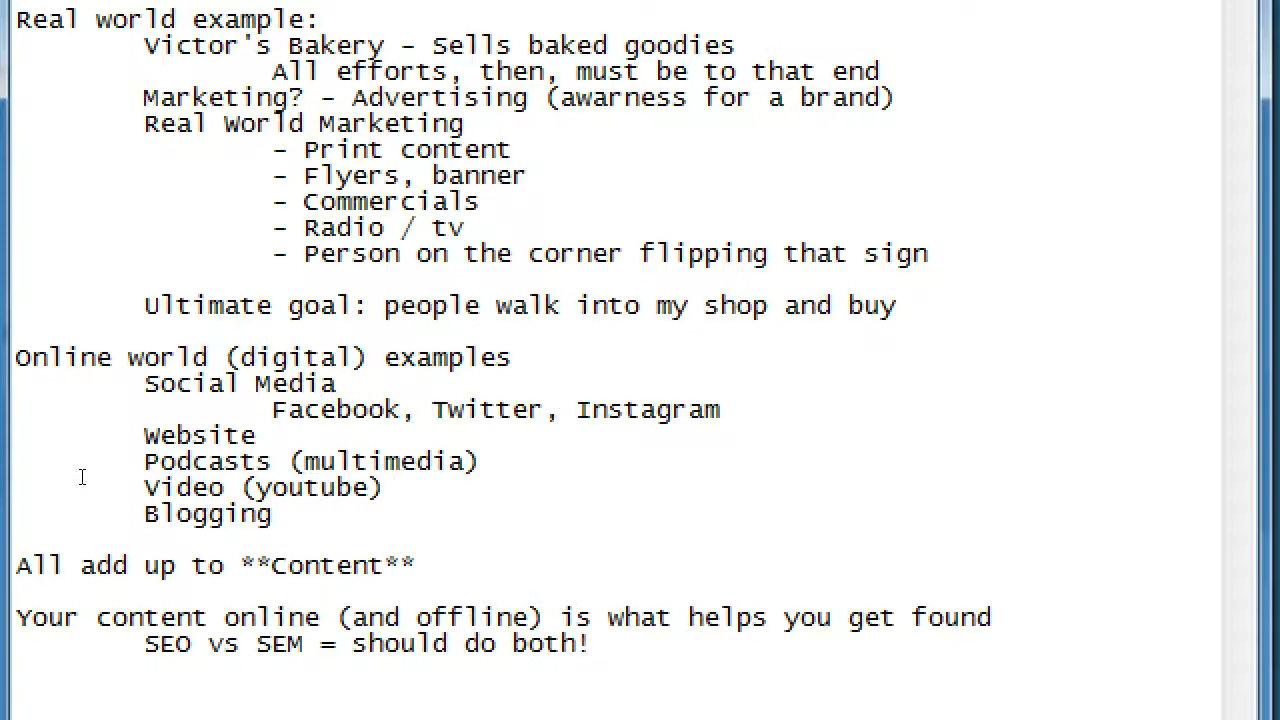 Real world example:
Victor's Bakery – Sells baked goodies
All efforts, then, must be to that end
Marketing? – Advertising (awarness for a brand)
Real World Marketing
– Print content
– Flyers, banner
– Commercials
– Radio / tv
– Person on the corner flipping that sign
Ultimate goal: people walk into my shop and buy
Online world (digital) examples
Social Media
Facebook, Twitter, Instagram
Website
Podcasts (multimedia)
Video (youtube)
Blogging
All add up to **Content**
Your content online (and offline) is what helps you get found
SEO vs SEM = should do both!